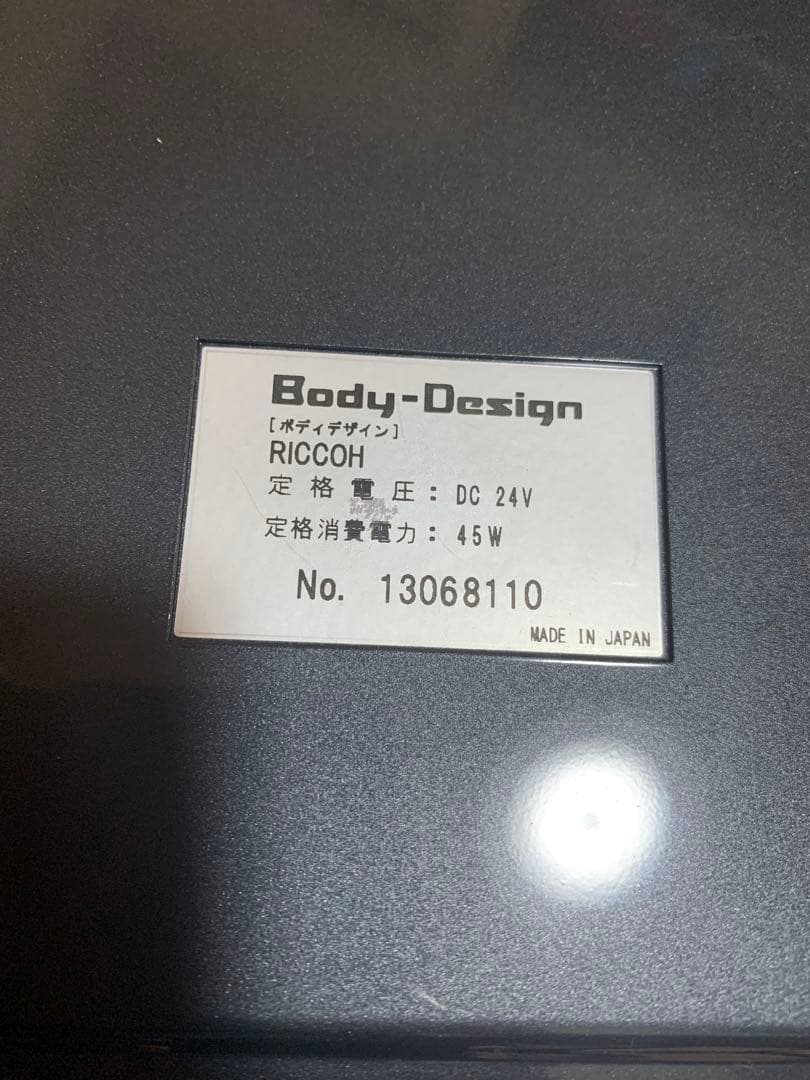 Body-Design
[ボディデザイン]
RICCOH
定格電圧: DC 24V
定格消費電力: 45W
No. 13068110
MADE IN JAPAN